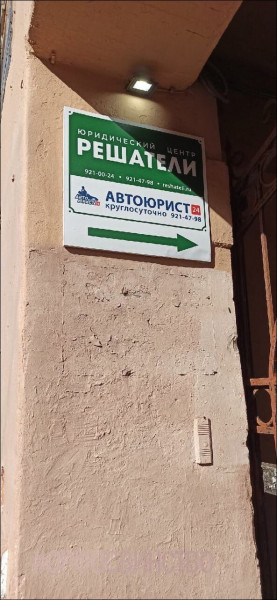 ЮРИДИЧЕСКИЙ ЦЕНТР
РЕШАТЕЛИ
921-00-24 • 921-47-98 • reshateli.ru
АВТОЮРИСТ 24
круглосуточно 921-47-98